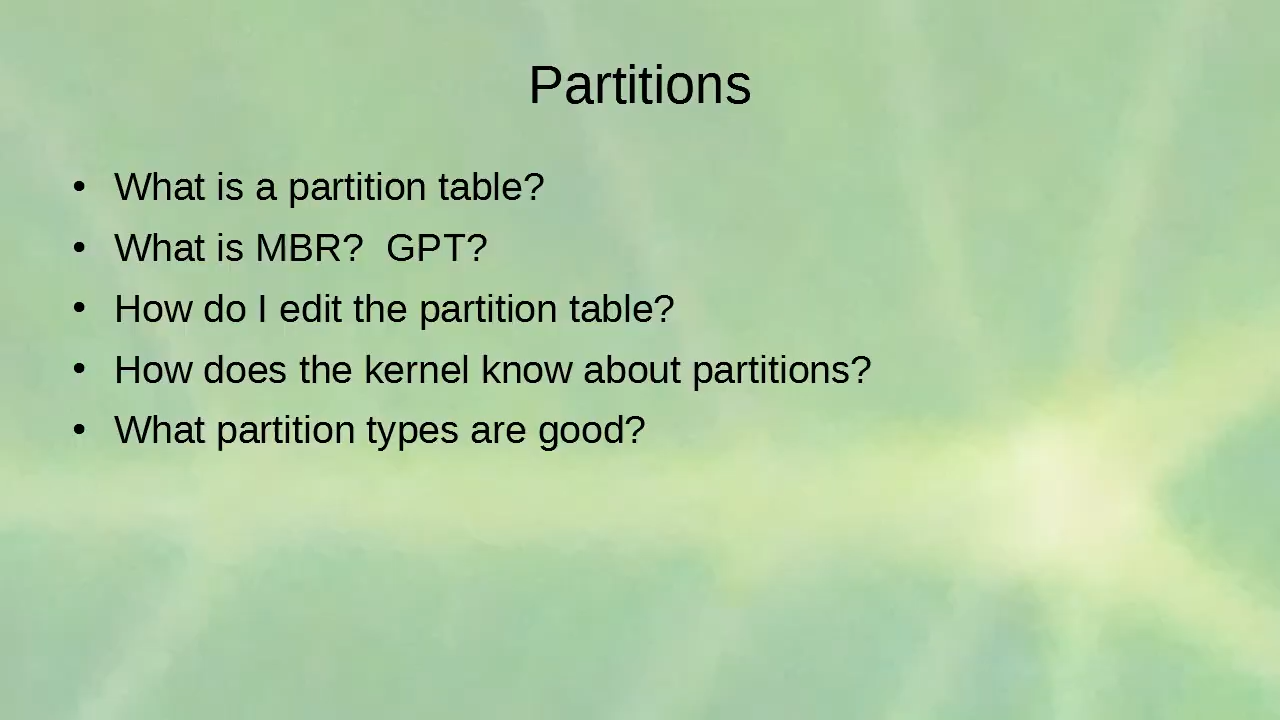 Partitions
• What is a partition table?
• What is MBR?  GPT?
• How do I edit the partition table?
• How does the kernel know about partitions?
• What partition types are good?